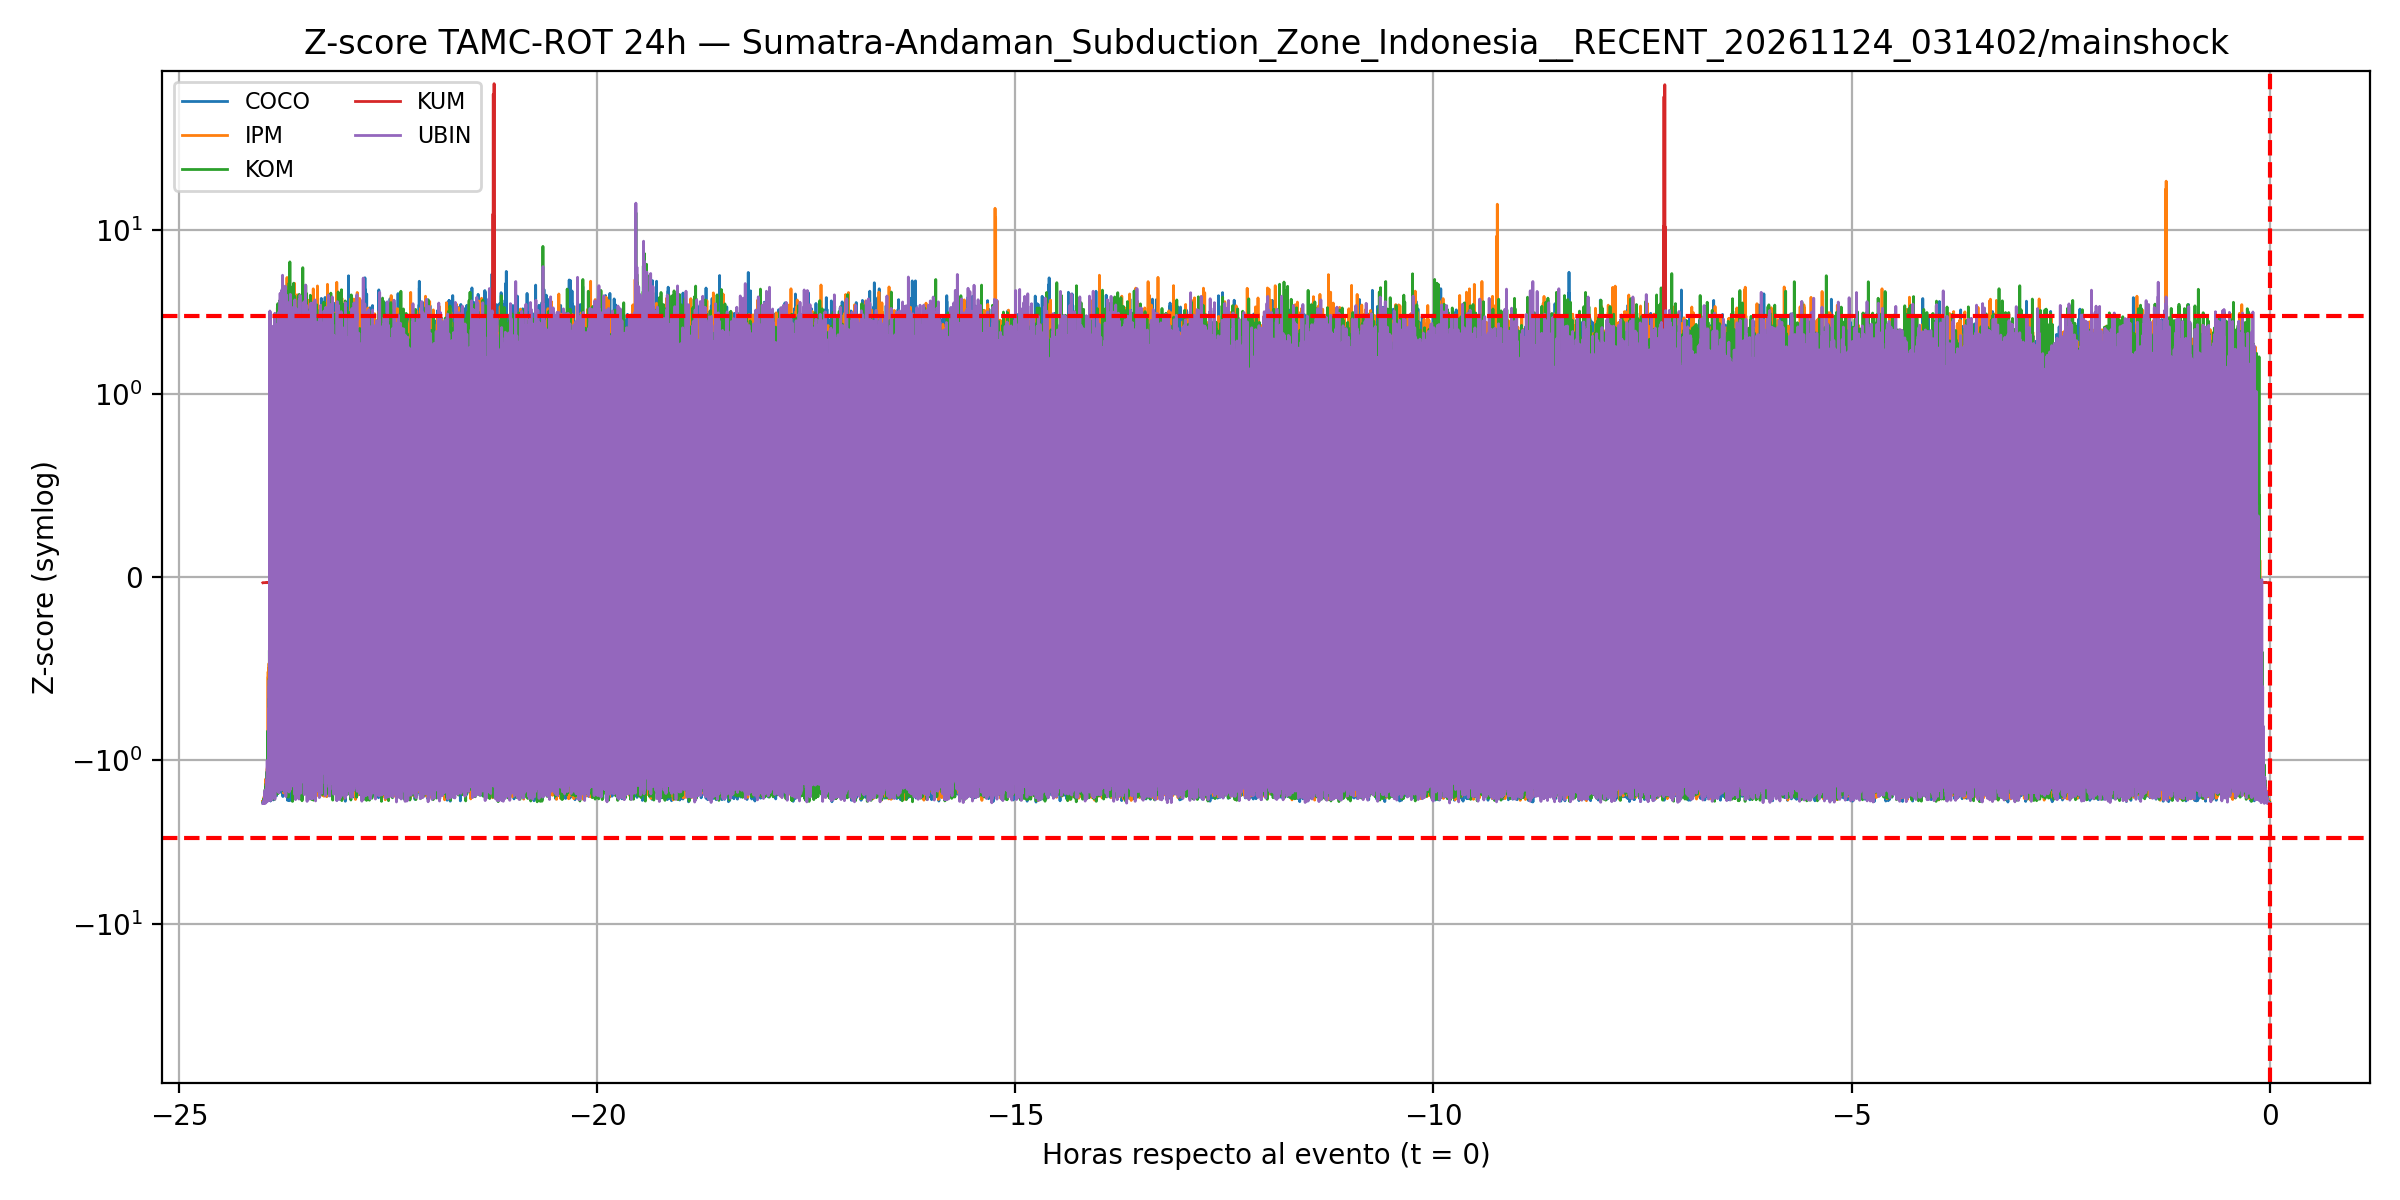 Z-score TAMC-ROT 24h — Sumatra-Andaman_Subduction_Zone_Indonesia__RECENT_20261124_031402/mainshock
COCO
IPM
KOM
KUM
UBIN
10¹
10⁰
0
−10⁰
−10¹
Z-score (symlog)
−25 −20 −15 −10 −5 0
Horas respecto al evento (t = 0)